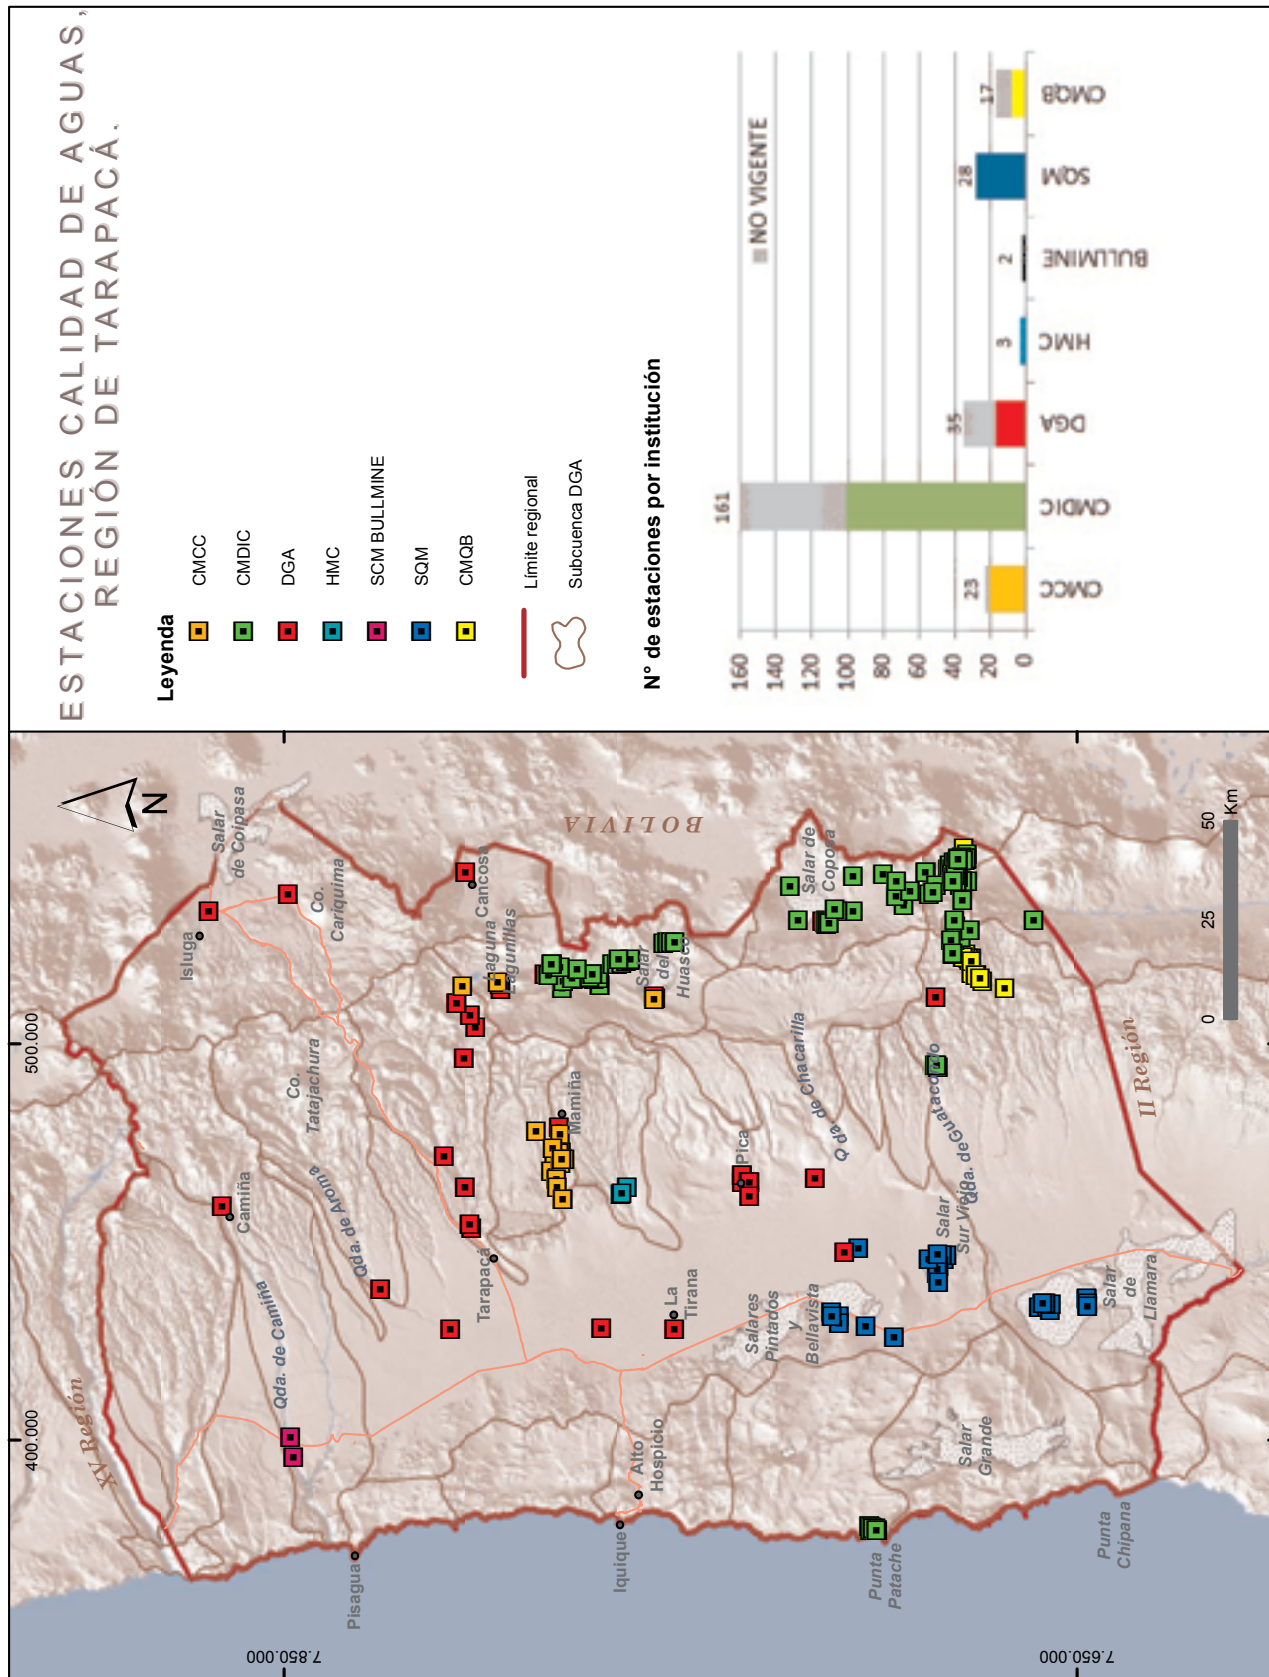 ESTACIONES CALIDAD DE AGUAS,
REGIÓN DE TARAPACÁ.
Leyenda
CMCC
CMDIC
DGA
HMC
SCM BULLMINE
SQM
CMQB
Límite regional
Subcuenca DGA
N° de estaciones por institución
NO VIGENTE
160
140
120
100
80
60
40
20
0
23
161
35
3
2
28
17
CMCC
CMDIC
DGA
HMC
BULLMINE
SQM
CMQB
400.000
500.000
7.850.000
7.650.000
N
XV Región
BOLIVIA
II Región
Isluga
Salar
de Coipasa
Co.
Cariquima
Camiña
Co.
Tatajachura
Qda. de Aroma
Qda. de Camiña
Pisagua
Cancosa
Laguna
Lagunillas
Tarapacá
Mamiña
Salar
del
Huasco
Iquique
Alto
Hospicio
La
Tirana
Pica
Salares
Pintados
y
Bellavista
Qda de Chacarilla
Salar de
Coposa
Punta
Patache
Salar
Grande
Salar
Sur Viejo
Qda. de Guatacondo
Salar
de
Llamara
Punta
Chipana
0
25
50
Km